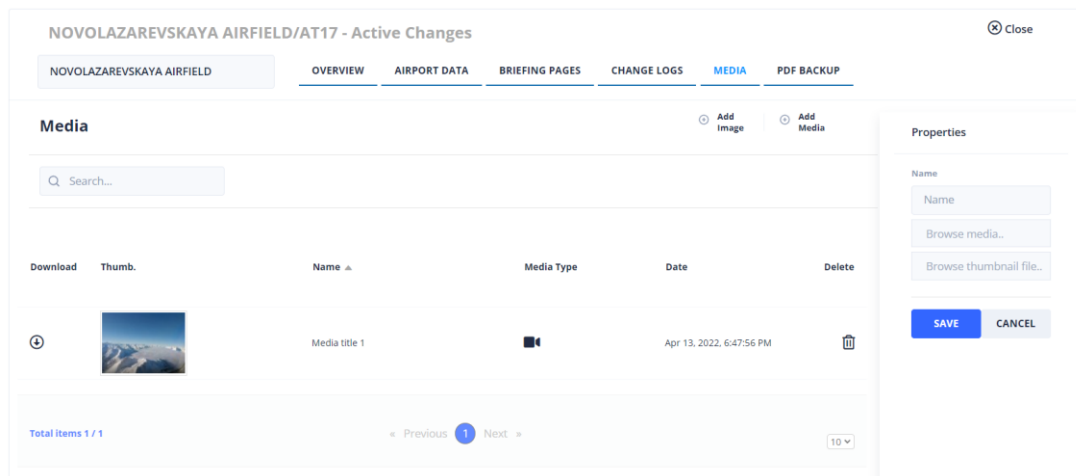 NOVOLAZAREVSKAYA AIRFIELD/AT17 - Active Changes
Close
NOVOLAZAREVSKAYA AIRFIELD
OVERVIEW
AIRPORT DATA
BRIEFING PAGES
CHANGE LOGS
MEDIA
PDF BACKUP
Media
Add
Image
Add
Media
Search...
Download
Thumb.
Name
Media Type
Date
Delete
Media title 1
Apr 13, 2022, 6:47:56 PM
Total items 1 / 1
« Previous 1 Next »
10
Properties
Name
Name
Browse media..
Browse thumbnail file..
SAVE
CANCEL